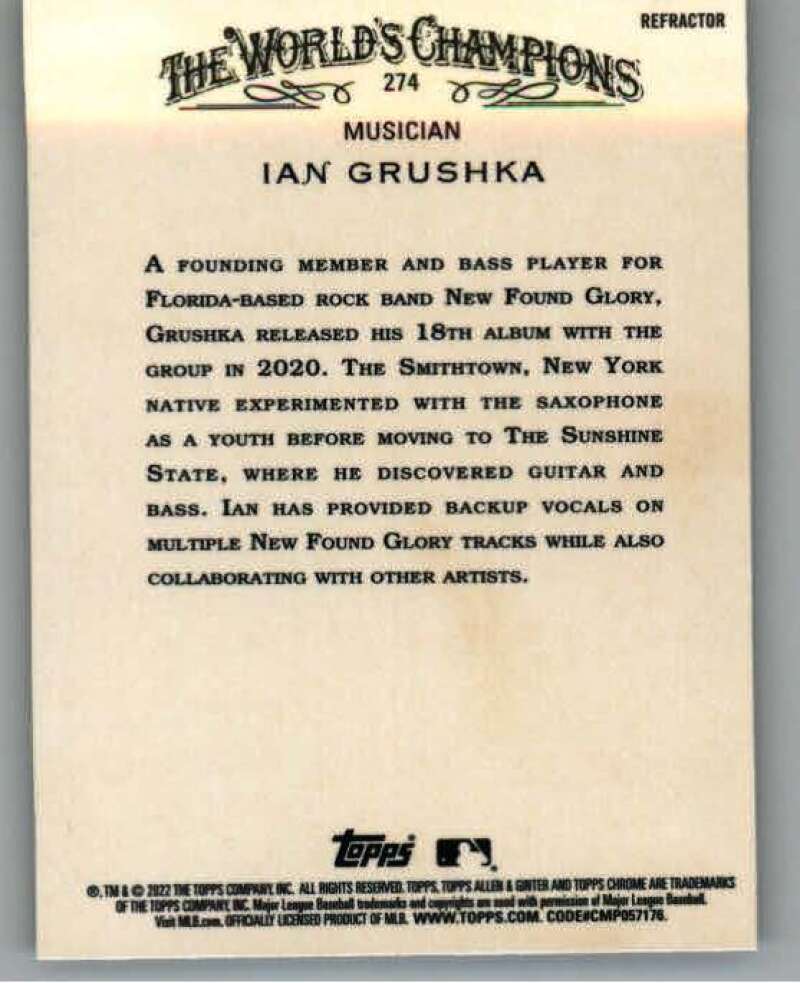 REFRACTOR
THE WORLD'S CHAMPIONS
274
MUSICIAN
IAN GRUSHKA
A FOUNDING MEMBER AND BASS PLAYER FOR
FLORIDA-BASED ROCK BAND NEW FOUND GLORY,
GRUSHKA RELEASED HIS 18TH ALBUM WITH THE
GROUP IN 2020. THE SMITHTOWN, NEW YORK
NATIVE EXPERIMENTED WITH THE SAXOPHONE
AS A YOUTH BEFORE MOVING TO THE SUNSHINE
STATE, WHERE HE DISCOVERED GUITAR AND
BASS. IAN HAS PROVIDED BACKUP VOCALS ON
MULTIPLE NEW FOUND GLORY TRACKS WHILE ALSO
COLLABORATING WITH OTHER ARTISTS.
topps
®, TM & © 2022 THE TOPPS COMPANY, INC. ALL RIGHTS RESERVED. TOPPS, TOPPS ALLEN & GINTER AND TOPPS CHROME ARE TRADEMARKS
OF THE TOPPS COMPANY, INC. Major League Baseball trademarks and copyrights are used with permission of Major League Baseball.
Visit MLB.com. OFFICIALLY LICENSED PRODUCT OF MLB. WWW.TOPPS.COM. CODE#CMP057176.